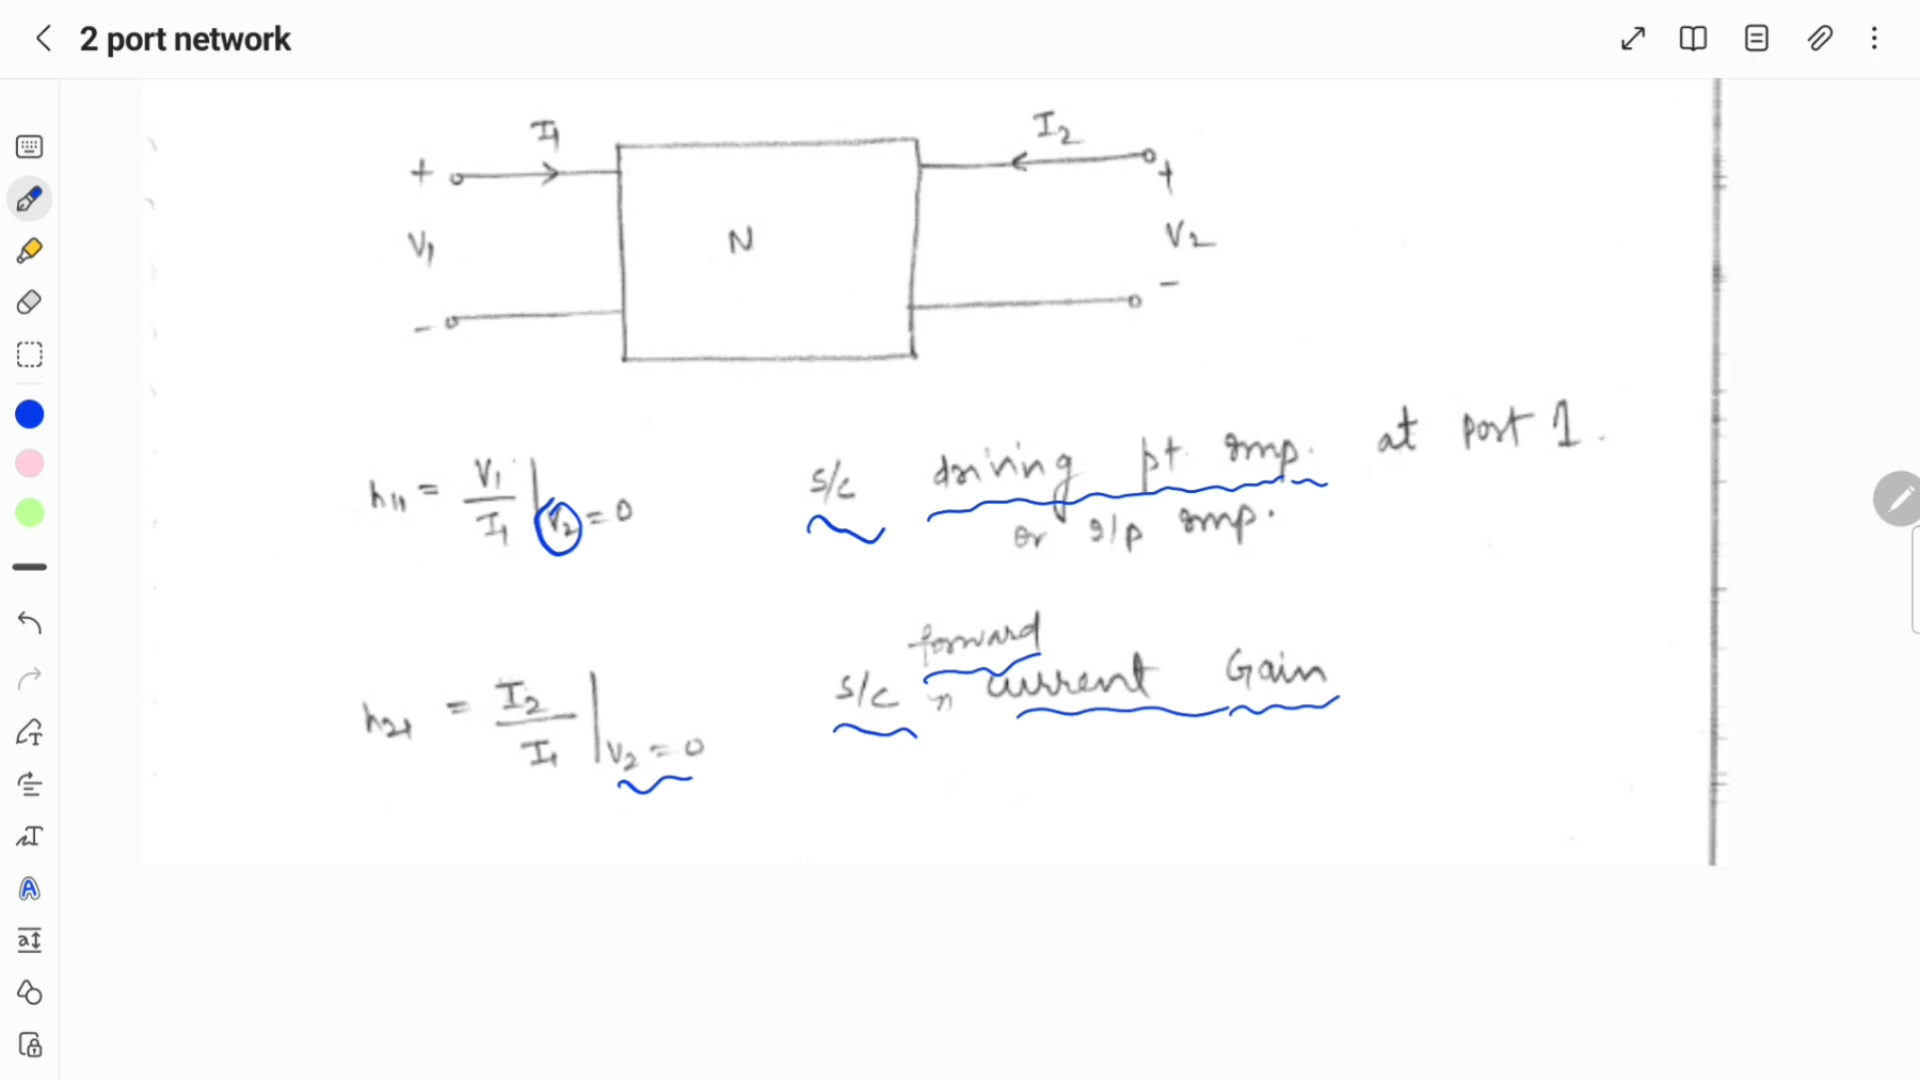 2 port network
I1
I2
+
+
V1
N
V2
-
-
h11 = V1/I1 | V2 = 0
s/c driving pt. imp. at port 1.
or i/p imp.
forward
h21 = I2/I1 | V2 = 0
s/c current Gain